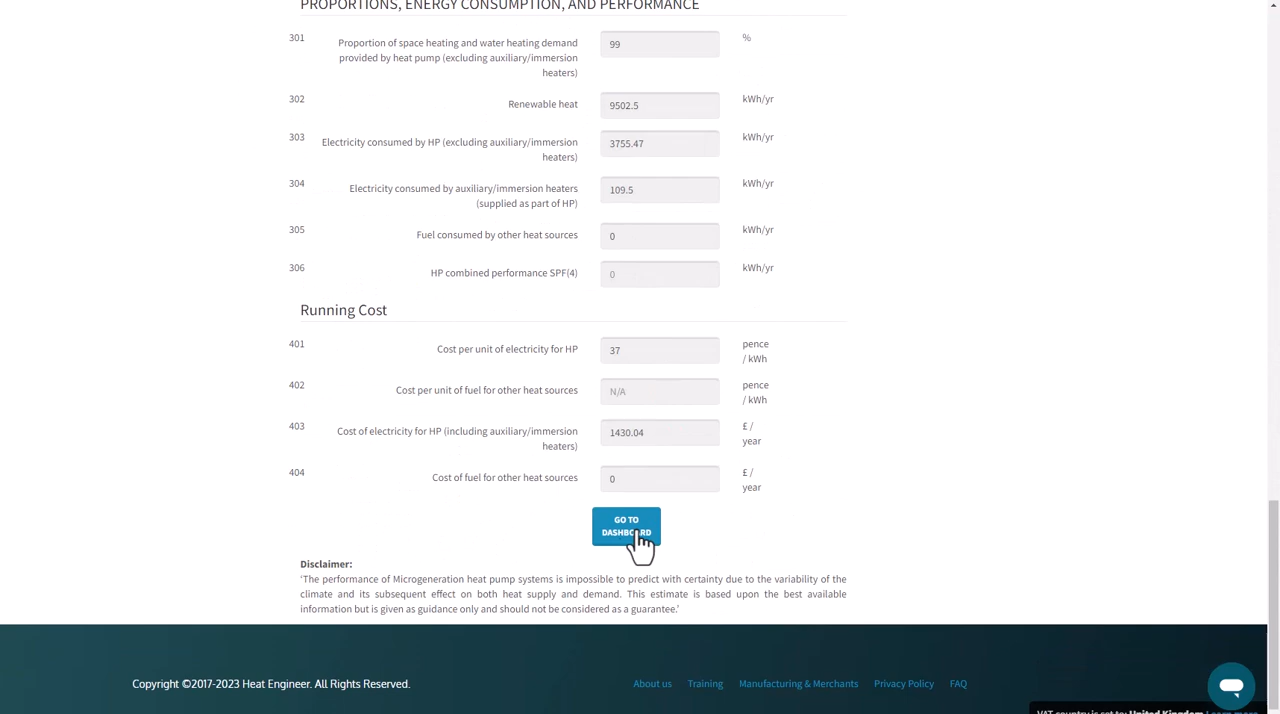 PROPORTIONS, ENERGY CONSUMPTION, AND PERFORMANCE
301
Proportion of space heating and water heating demand
provided by heat pump (excluding auxiliary/immersion
heaters)
99
%
302
Renewable heat
9502.5
kWh/yr
303
Electricity consumed by HP (excluding auxiliary/immersion
heaters)
3755.47
kWh/yr
304
Electricity consumed by auxiliary/immersion heaters
(supplied as part of HP)
109.5
kWh/yr
305
Fuel consumed by other heat sources
0
kWh/yr
306
HP combined performance SPF(4)
0
kWh/yr
Running Cost
401
Cost per unit of electricity for HP
37
pence
/ kWh
402
Cost per unit of fuel for other heat sources
N/A
pence
/ kWh
403
Cost of electricity for HP (including auxiliary/immersion
heaters)
1430.04
£ /
year
404
Cost of fuel for other heat sources
0
£ /
year
GO TO
DASHBOARD
Disclaimer:
'The performance of Microgeneration heat pump systems is impossible to predict with certainty due to the variability of the
climate and its subsequent effect on both heat supply and demand. This estimate is based upon the best available
information but is given as guidance only and should not be considered as a guarantee.'
Copyright ©2017-2023 Heat Engineer. All Rights Reserved.
About us
Training
Manufacturing & Merchants
Privacy Policy
FAQ
VAT country is set to: United Kingdom Learn more